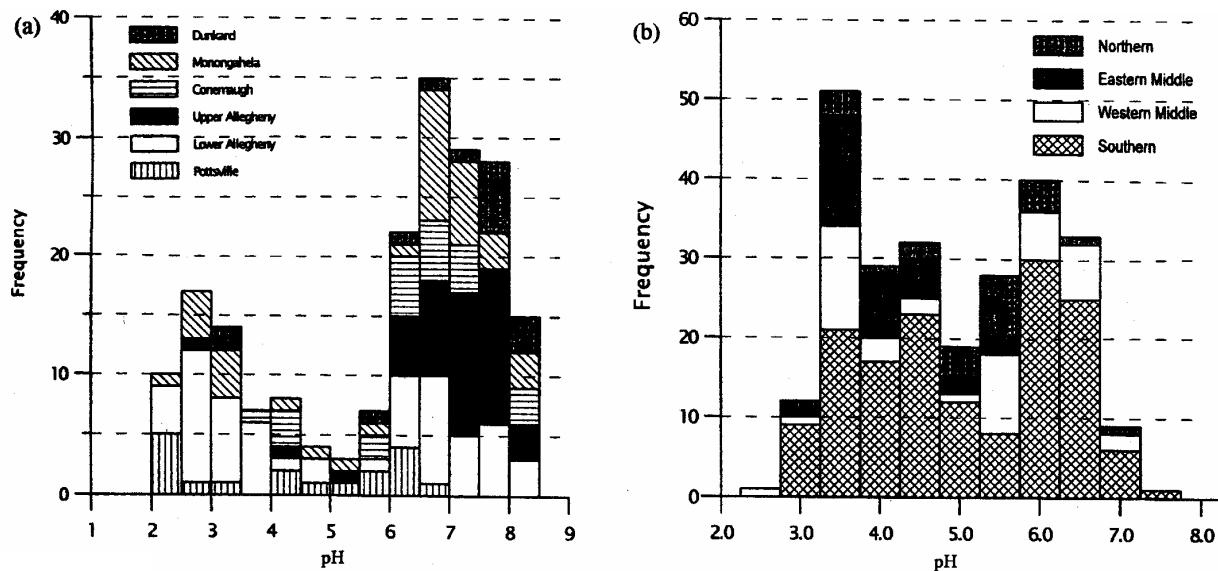 (a)
40
30
20
10
0
Frequency
Dunkard
Monongahela
Conemaugh
Upper Allegheny
Lower Allegheny
Pottsville
1 2 3 4 5 6 7 8 9
pH
(b)
60
50
40
30
20
10
0
Frequency
Northern
Eastern Middle
Western Middle
Southern
2.0 3.0 4.0 5.0 6.0 7.0 8.0
pH